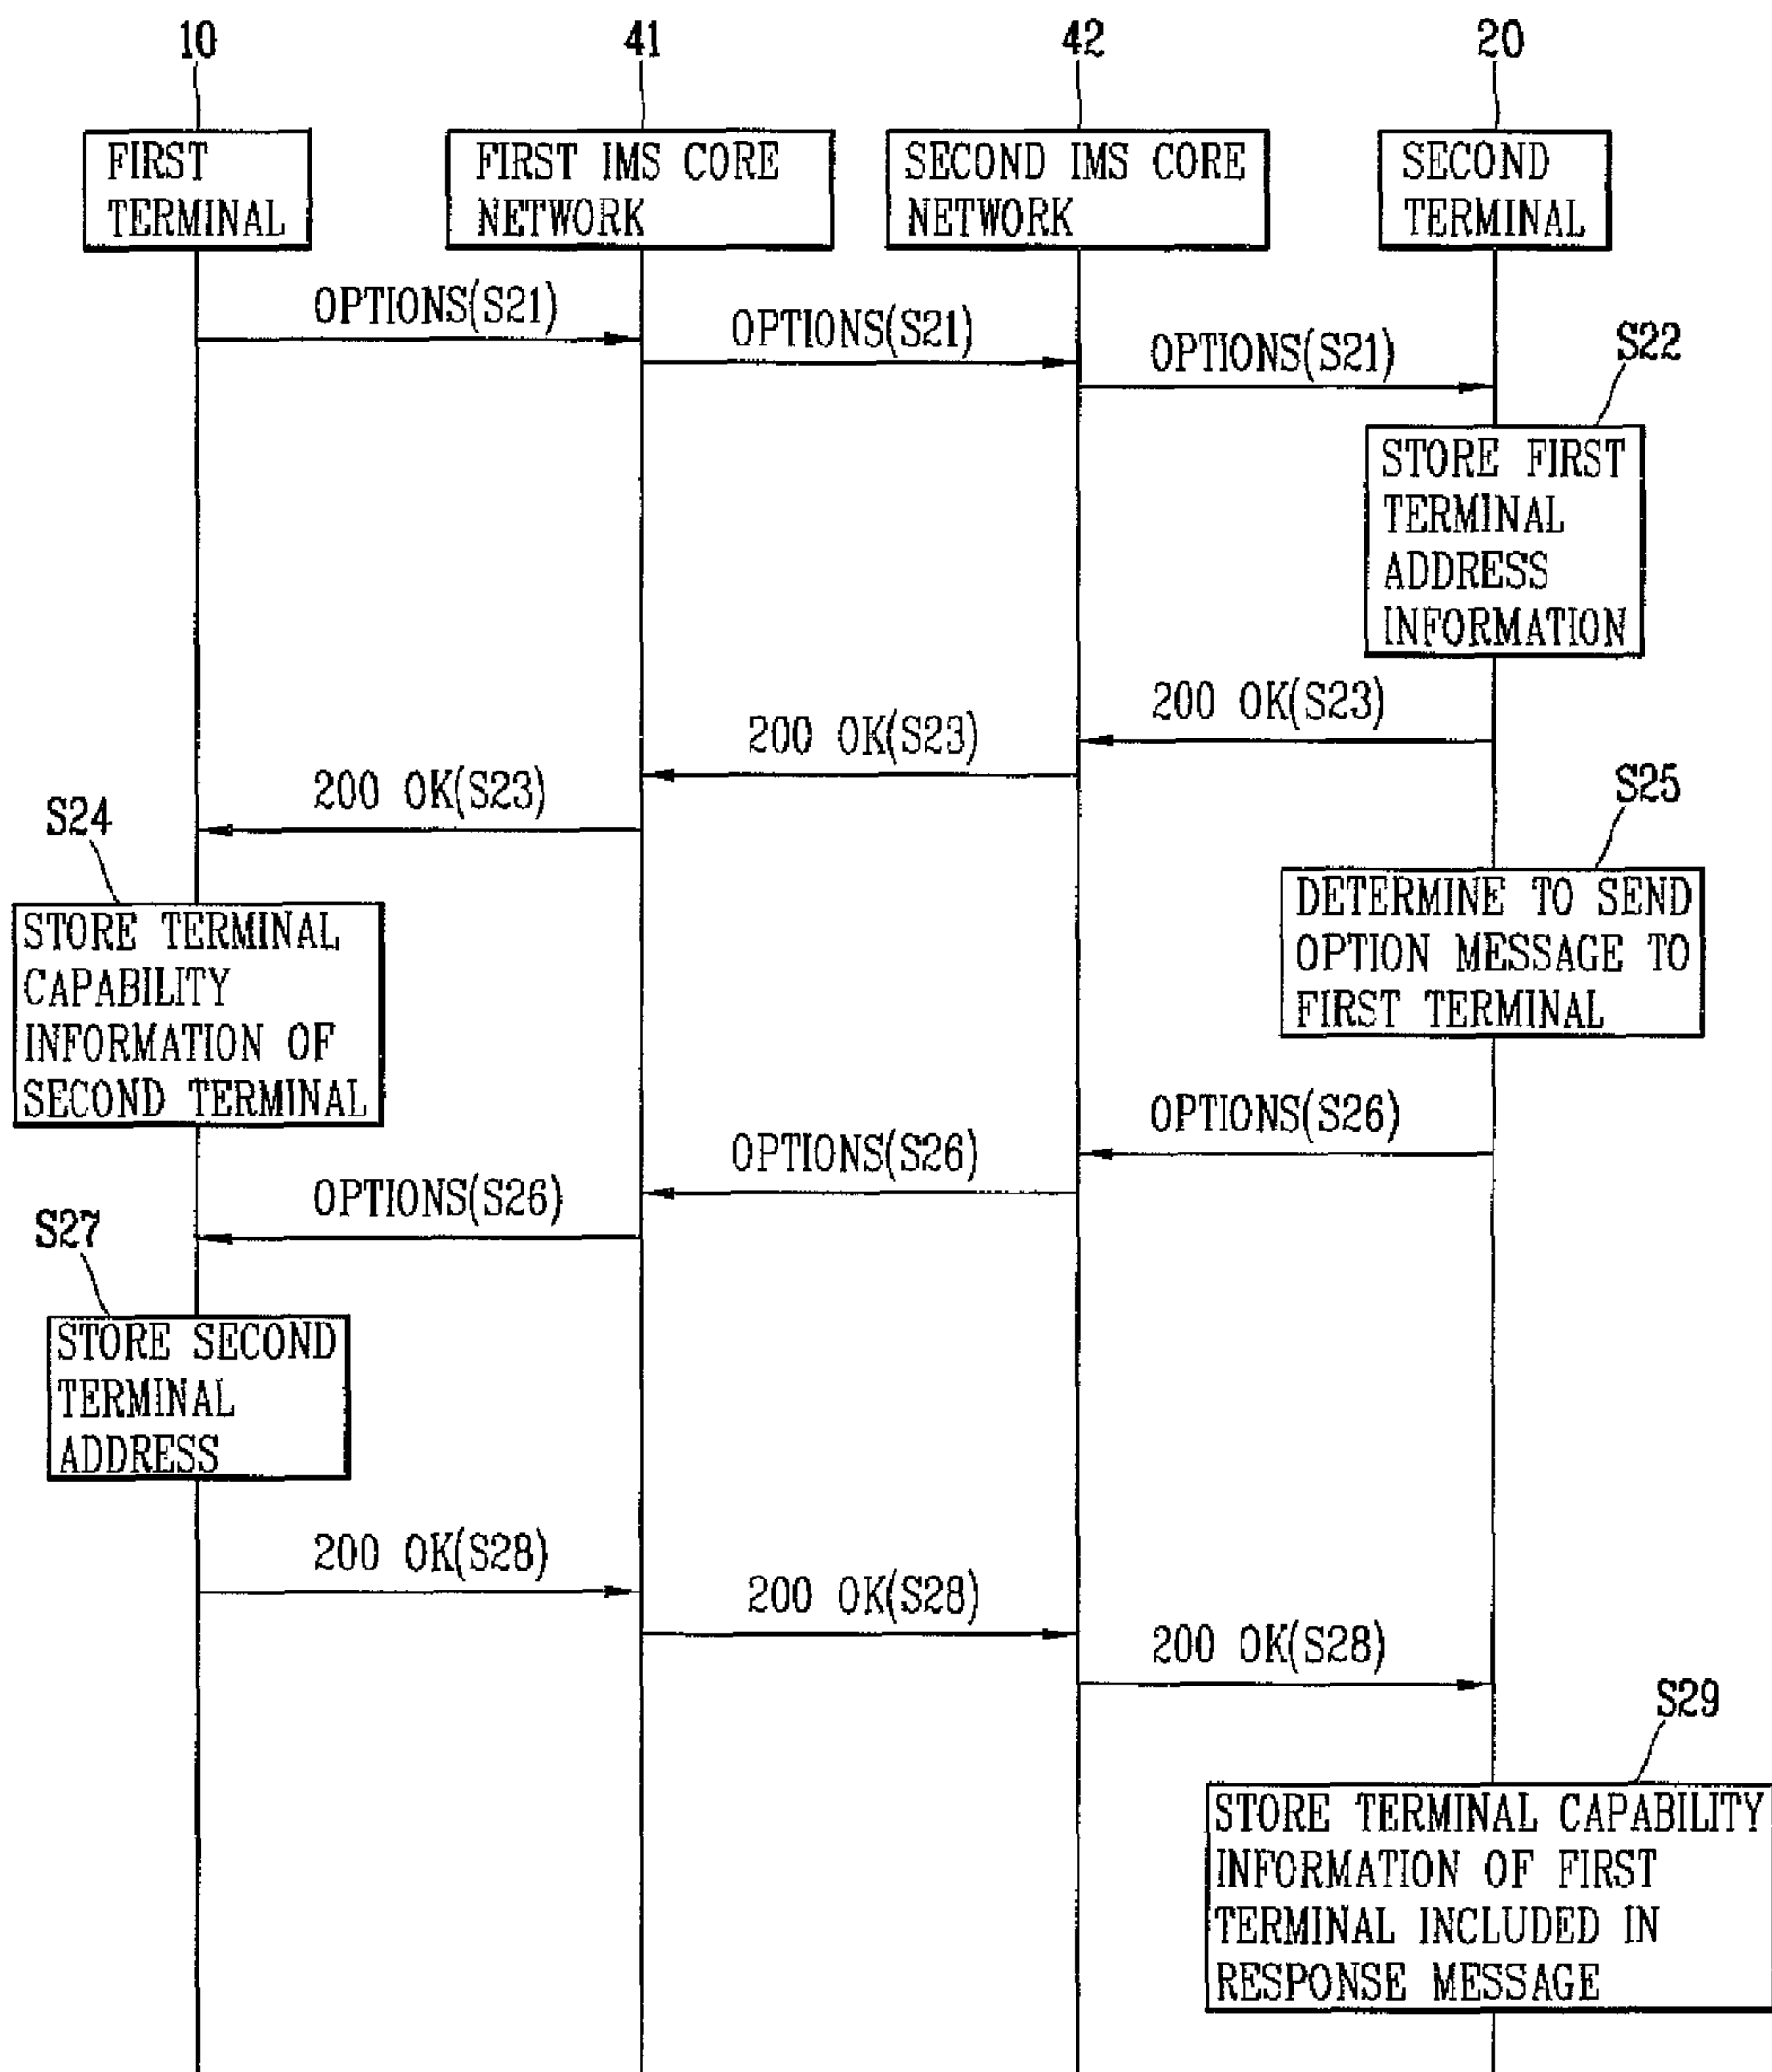 10
41
42
20
FIRST
TERMINAL
FIRST IMS CORE
NETWORK
SECOND IMS CORE
NETWORK
SECOND
TERMINAL
OPTIONS(S21)
OPTIONS(S21)
OPTIONS(S21)
S22
STORE FIRST
TERMINAL
ADDRESS
INFORMATION
200 OK(S23)
200 OK(S23)
200 OK(S23)
S24
STORE TERMINAL
CAPABILITY
INFORMATION OF
SECOND TERMINAL
S25
DETERMINE TO SEND
OPTION MESSAGE TO
FIRST TERMINAL
OPTIONS(S26)
OPTIONS(S26)
OPTIONS(S26)
S27
STORE SECOND
TERMINAL
ADDRESS
200 OK(S28)
200 OK(S28)
200 OK(S28)
S29
STORE TERMINAL CAPABILITY
INFORMATION OF FIRST
TERMINAL INCLUDED IN
RESPONSE MESSAGE